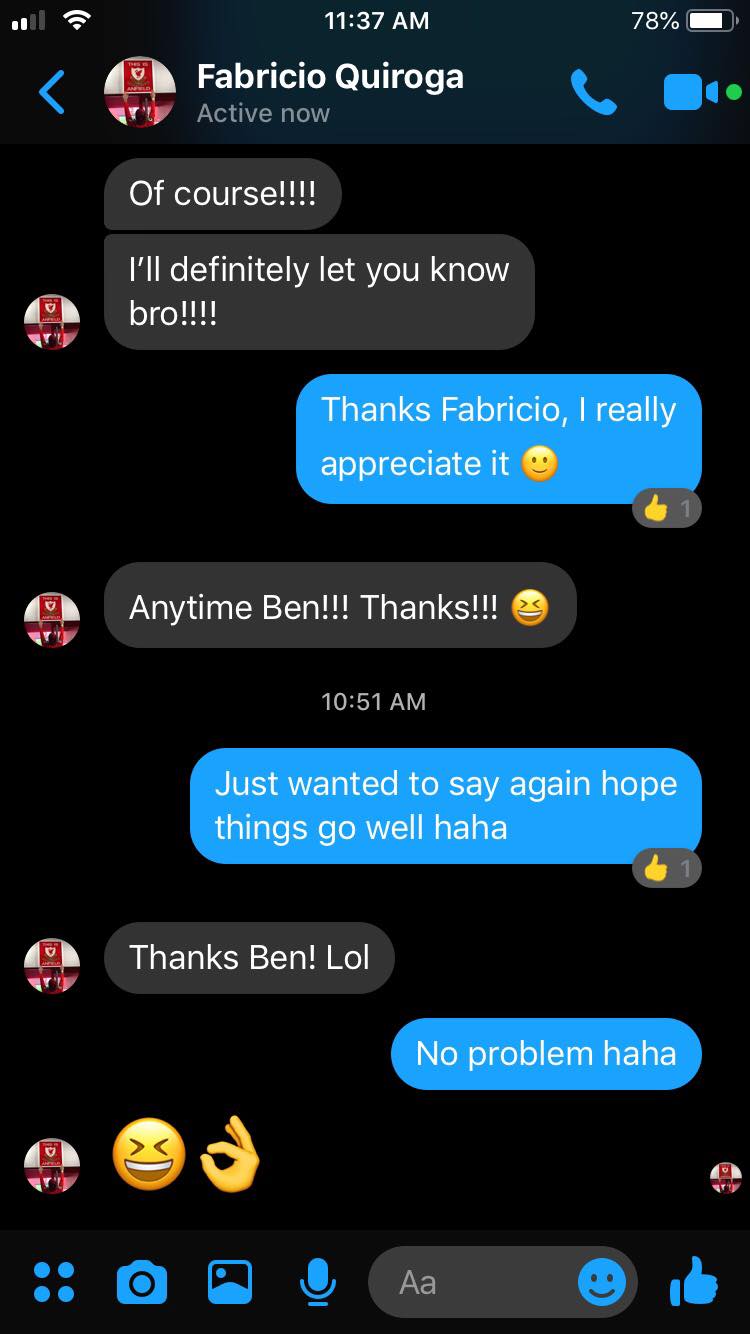 11:37 AM
78%
Fabricio Quiroga
Active now
Of course!!!!
I’ll definitely let you know
bro!!!!
Thanks Fabricio, I really
appreciate it 🙂
👍 1
Anytime Ben!!! Thanks!!! 😆
10:51 AM
Just wanted to say again hope
things go well haha
👍 1
Thanks Ben! Lol
No problem haha
😆👌
Aa